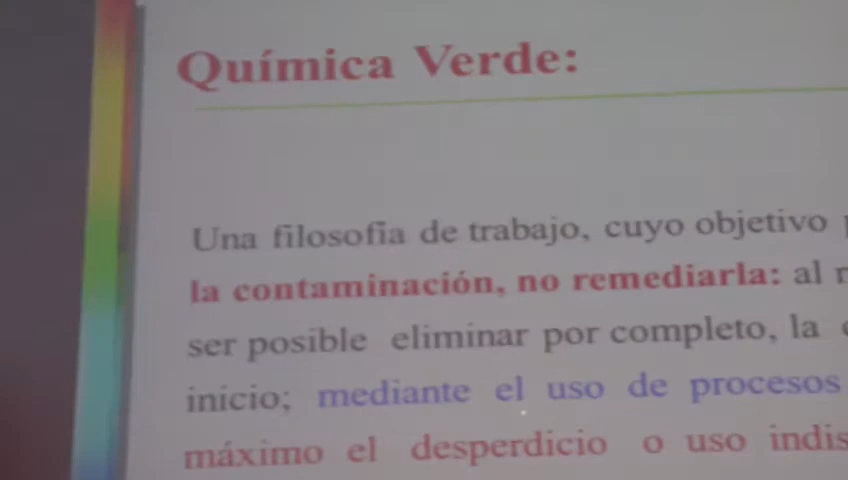 Química Verde:
Una filosofía de trabajo, cuyo objetivo
la contaminación, no remediarla: al
ser posible eliminar por completo, la
inicio; mediante el uso de procesos
máximo el desperdicio o uso